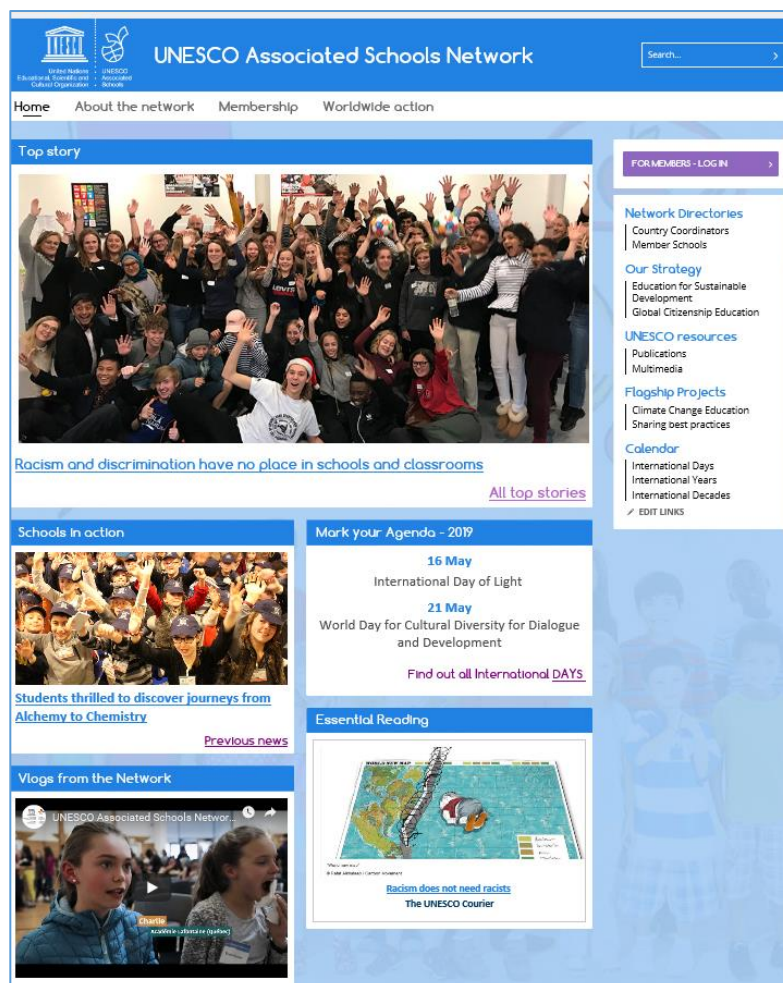 United Nations
Educational, Scientific and
Cultural Organization
UNESCO
Associated
Schools
UNESCO Associated Schools Network
Search...
Home About the network Membership Worldwide action
Top story
Racism and discrimination have no place in schools and classrooms
All top stories
FOR MEMBERS - LOG IN
Network Directories
Country Coordinators
Member Schools
Our Strategy
Education for Sustainable
Development
Global Citizenship Education
UNESCO resources
Publications
Multimedia
Flagship Projects
Climate Change Education
Sharing best practices
Calendar
International Days
International Years
International Decades
EDIT LINKS
Schools in action
Students thrilled to discover journeys from
Alchemy to Chemistry
Previous news
Mark your Agenda - 2019
16 May
International Day of Light
21 May
World Day for Cultural Diversity for Dialogue
and Development
Find out all International DAYS
Vlogs from the Network
UNESCO Associated Schools Networ...
Charlie
Académie Lafontaine (Québec)
Essential Reading
WORLD NEW MAP
Racism does not need racists
The UNESCO Courier